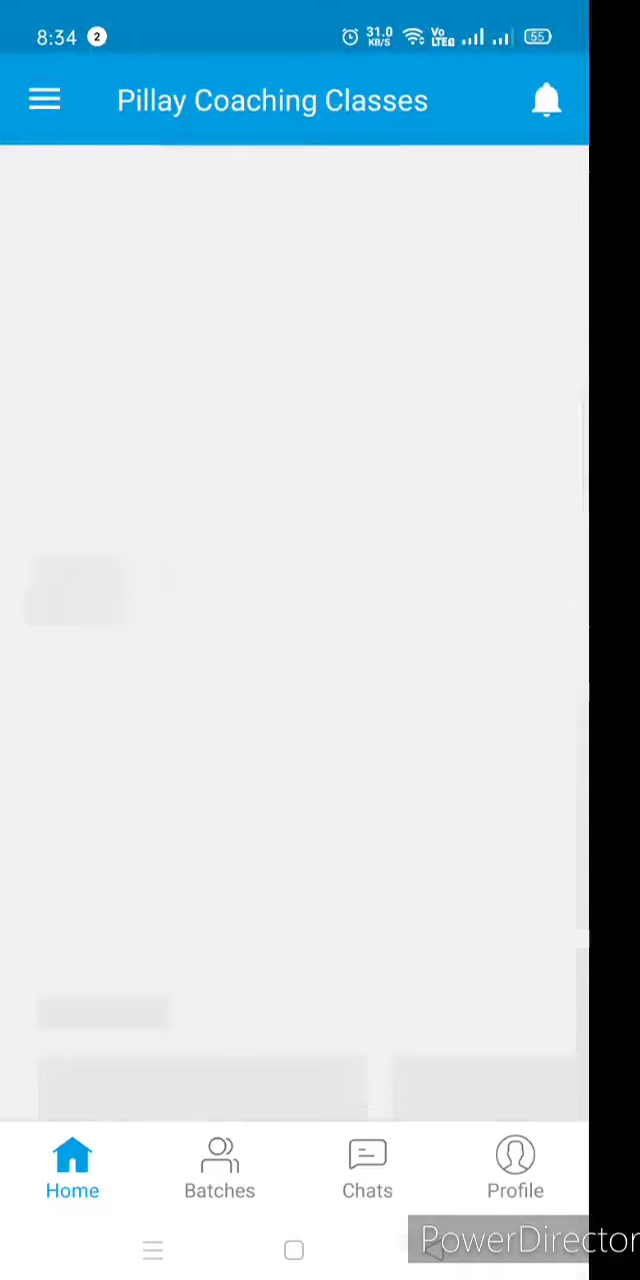 8:34 2 31.0 KB/S Vo LTE 55
Pillay Coaching Classes
Home Batches Chats Profile
PowerDirector